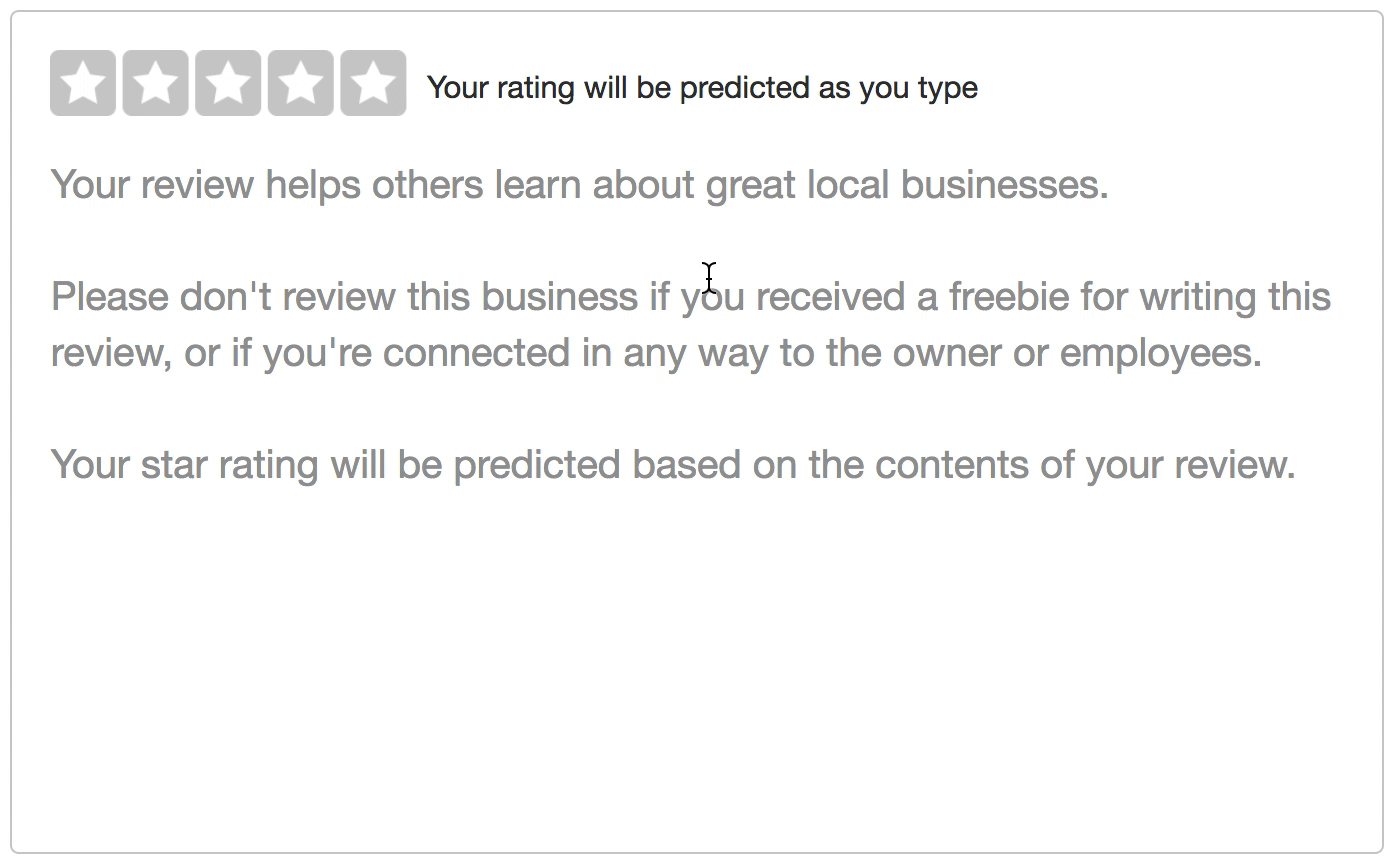 Your rating will be predicted as you type
Your review helps others learn about great local businesses.
Please don't review this business if you received a freebie for writing this
review, or if you're connected in any way to the owner or employees.
Your star rating will be predicted based on the contents of your review.